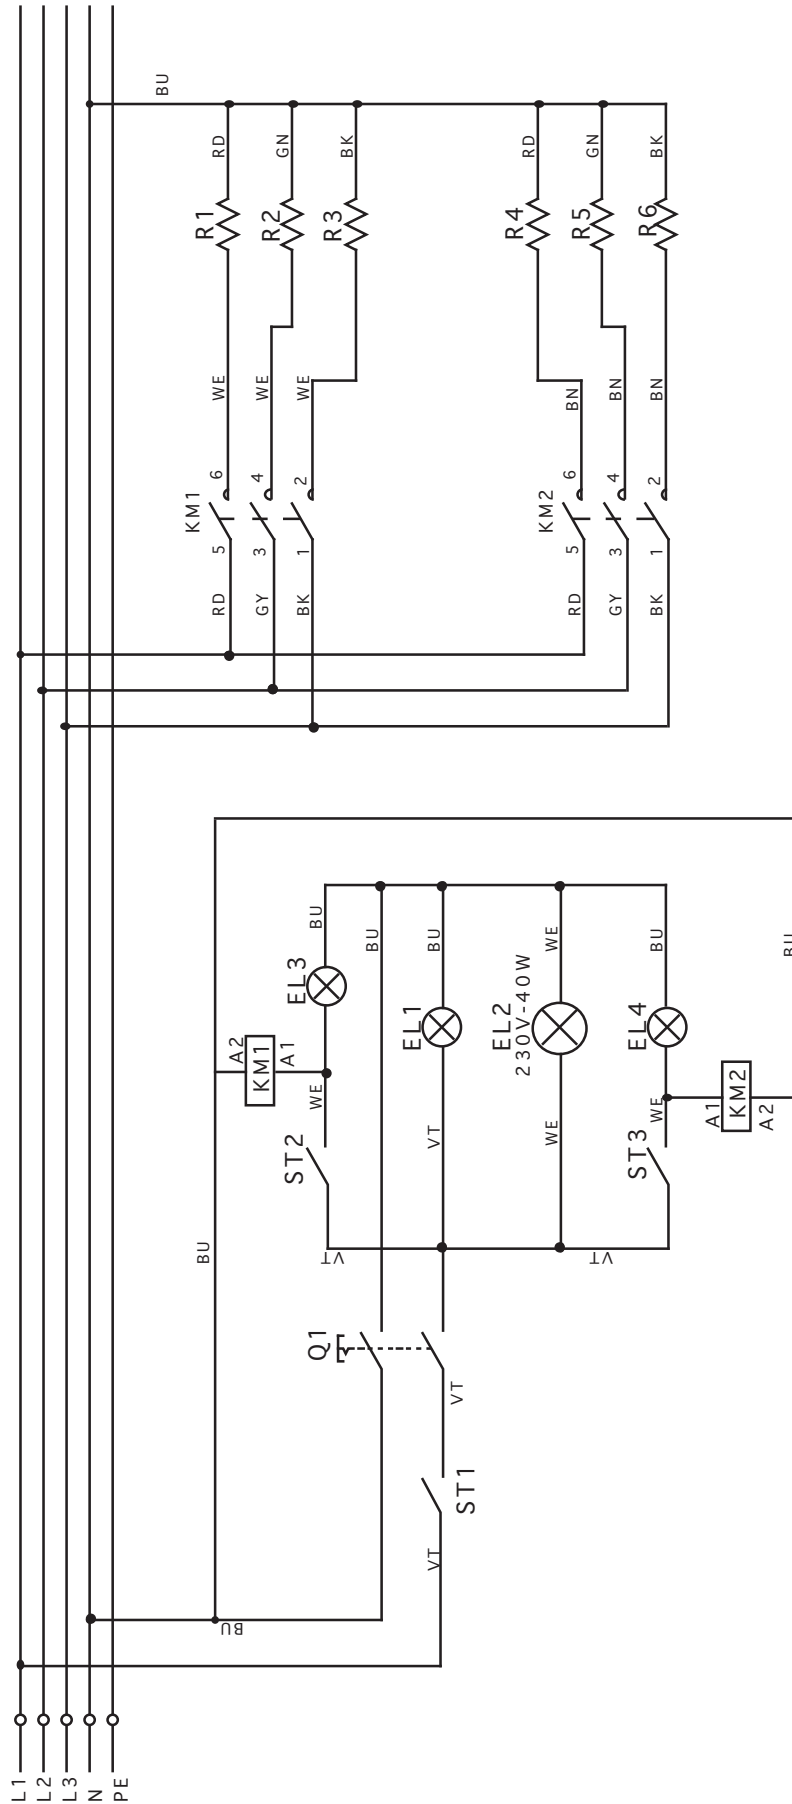 BU
RD
GN
BK
RD
GN
BK
R1
R2
R3
R4
R5
R6
WE
WE
WE
BN
BN
BN
6
4
2
6
4
2
KM1
KM2
5
3
1
5
3
1
RD
GY
BK
RD
GY
BK
BU
BU
BU
WE
BU
BU
EL3
EL1
EL2
230V-40W
EL4
A2
KM1
A1
WE
VT
WE
WE
A1
KM2
A2
ST2
ST3
BU
VT
VT
Q1
VT
ST1
VT
BU
L1
L2
L3
N
PE